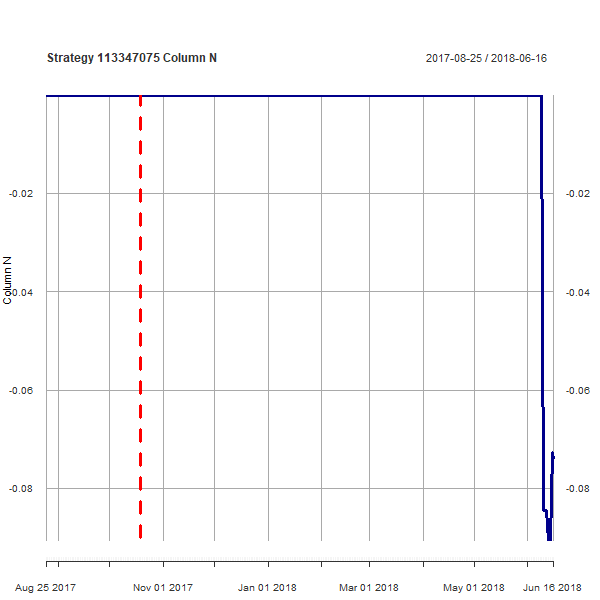 Strategy 113347075 Column N
2017-08-25 / 2018-06-16
-0.02 -0.02
Column N
-0.04 -0.04
-0.06 -0.06
-0.08 -0.08
Aug 25 2017 Nov 01 2017 Jan 01 2018 Mar 01 2018 May 01 2018 Jun 16 2018